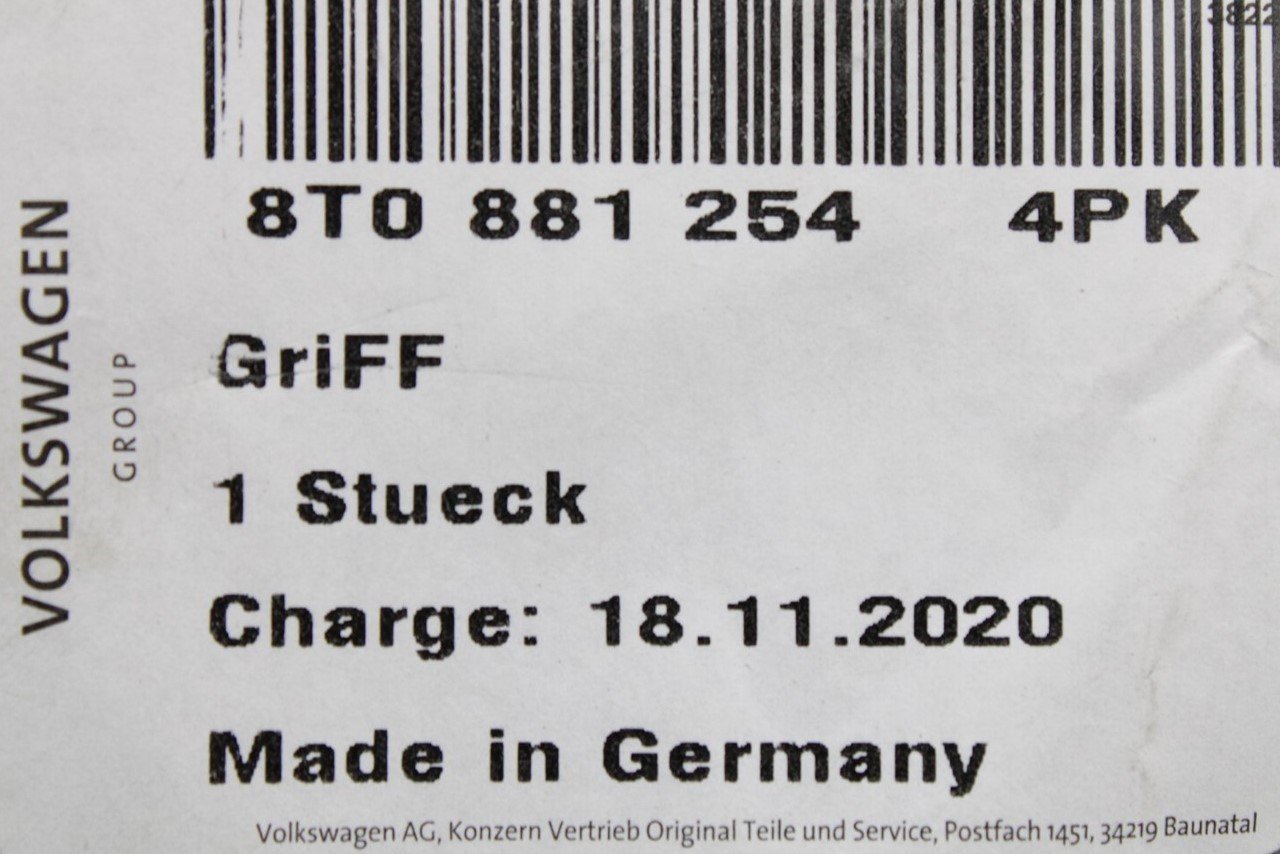 8T0 881 254 4PK
GriFF
1 Stueck
Charge: 18.11.2020
Made in Germany
Volkswagen AG, Konzern Vertrieb Original Teile und Service, Postfach 1451, 34219 Baunatal
VOLKSWAGEN
GROUP